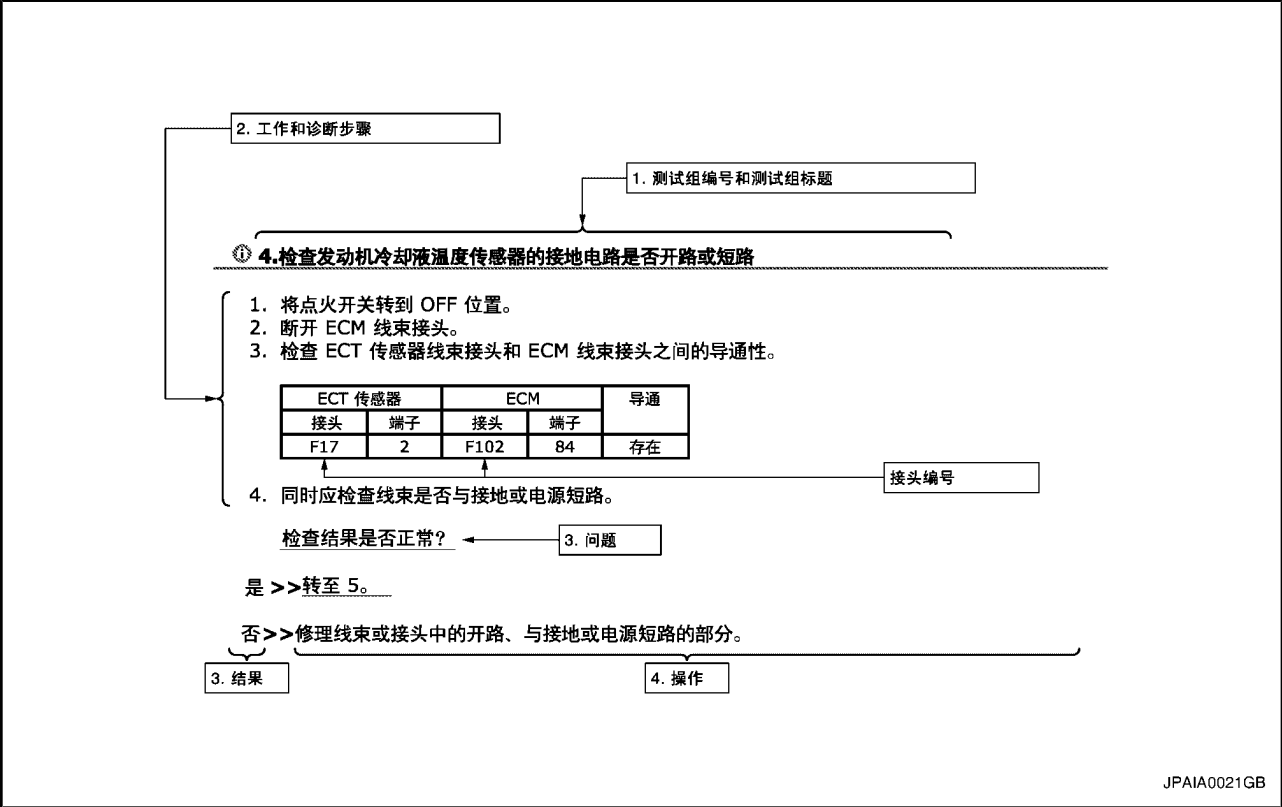 2. 工作和诊断步骤
1. 测试组编号和测试组标题
4.检查发动机冷却液温度传感器的接地电路是否开路或短路
1. 将点火开关转到 OFF 位置。
2. 断开 ECM 线束接头。
3. 检查 ECT 传感器线束接头和 ECM 线束接头之间的导通性。
ECT 传感器 ECM 导通
接头 端子 接头 端子
F17 2 F102 84 存在
接头编号
4. 同时应检查线束是否与接地或电源短路。
检查结果是否正常?
3. 问题
是 >>转至 5。
否>>修理线束或接头中的开路、与接地或电源短路的部分。
3. 结果
4. 操作
JPAIA0021GB